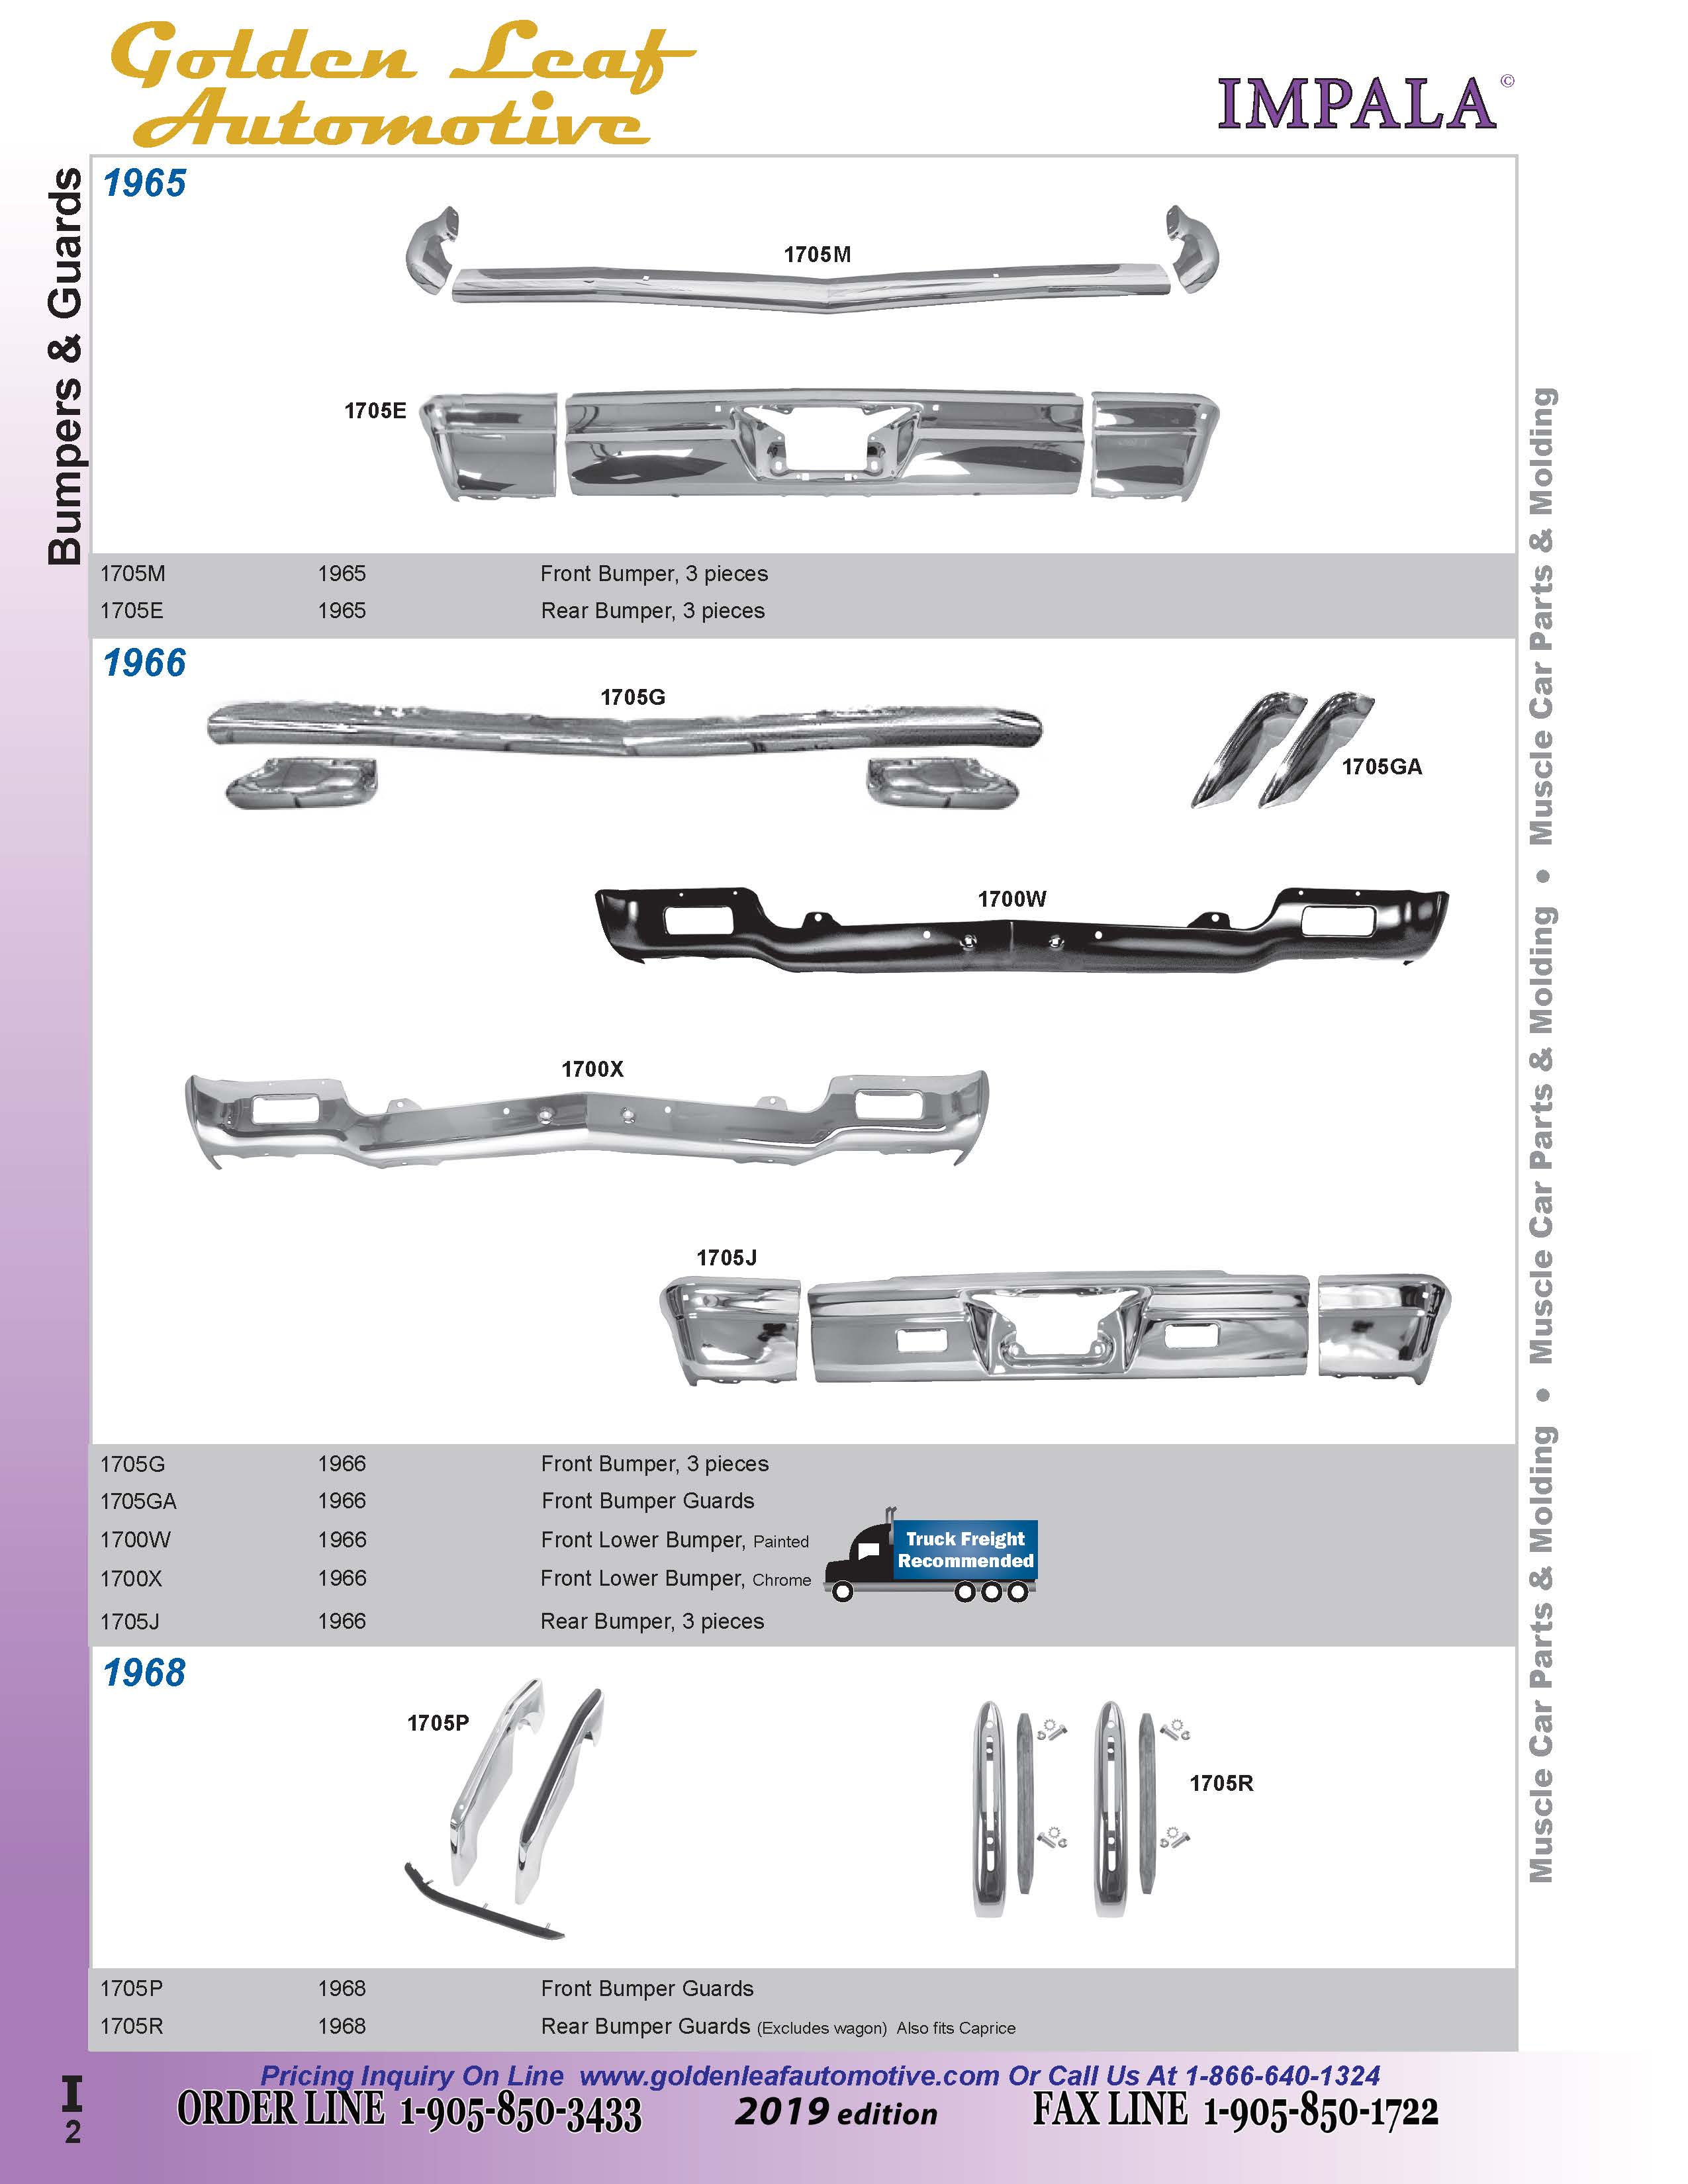 Golden Leaf
Automotive
IMPALA©
Bumpers & Guards
1965
1705M
1705E
1705M 1965 Front Bumper, 3 pieces
1705E 1965 Rear Bumper, 3 pieces
1966
1705G
1705GA
1700W
1700X
1705J
1705G 1966 Front Bumper, 3 pieces
1705GA 1966 Front Bumper Guards
1700W 1966 Front Lower Bumper, Painted
1700X 1966 Front Lower Bumper, Chrome
1705J 1966 Rear Bumper, 3 pieces
Truck Freight
Recommended
1968
1705P
1705R
1705P 1968 Front Bumper Guards
1705R 1968 Rear Bumper Guards (Excludes wagon) Also fits Caprice
Muscle Car Parts & Molding • Muscle Car Parts & Molding • Muscle Car Parts & Molding
Pricing Inquiry On Line www.goldenleafautomotive.com Or Call Us At 1-866-640-1324
ORDER LINE 1-905-850-3433 2019 edition FAX LINE 1-905-850-1722
I
2